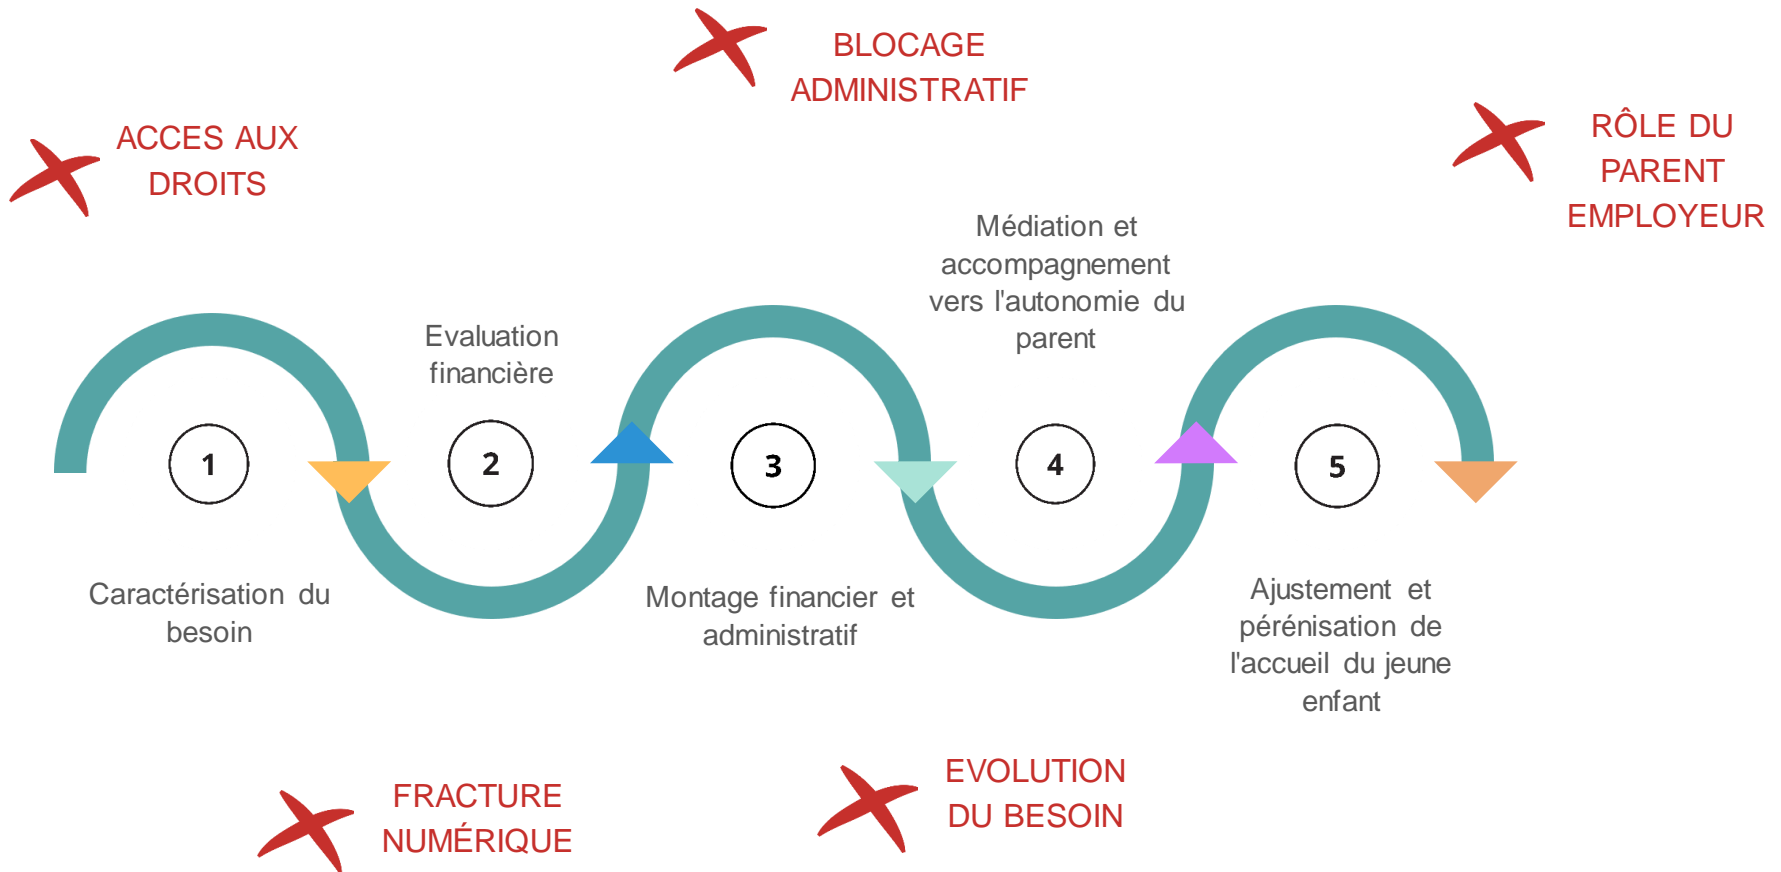 BLOCAGE
ADMINISTRATIF
ACCES AUX
DROITS
RÔLE DU
PARENT
EMPLOYEUR
Médiation et
accompagnement
vers l'autonomie du
parent
Evaluation
financière
1
2
3
4
5
Caractérisation du
besoin
Montage financier et
administratif
Ajustement et
pérénisation de
l'accueil du jeune
enfant
FRACTURE
NUMÉRIQUE
EVOLUTION
DU BESOIN